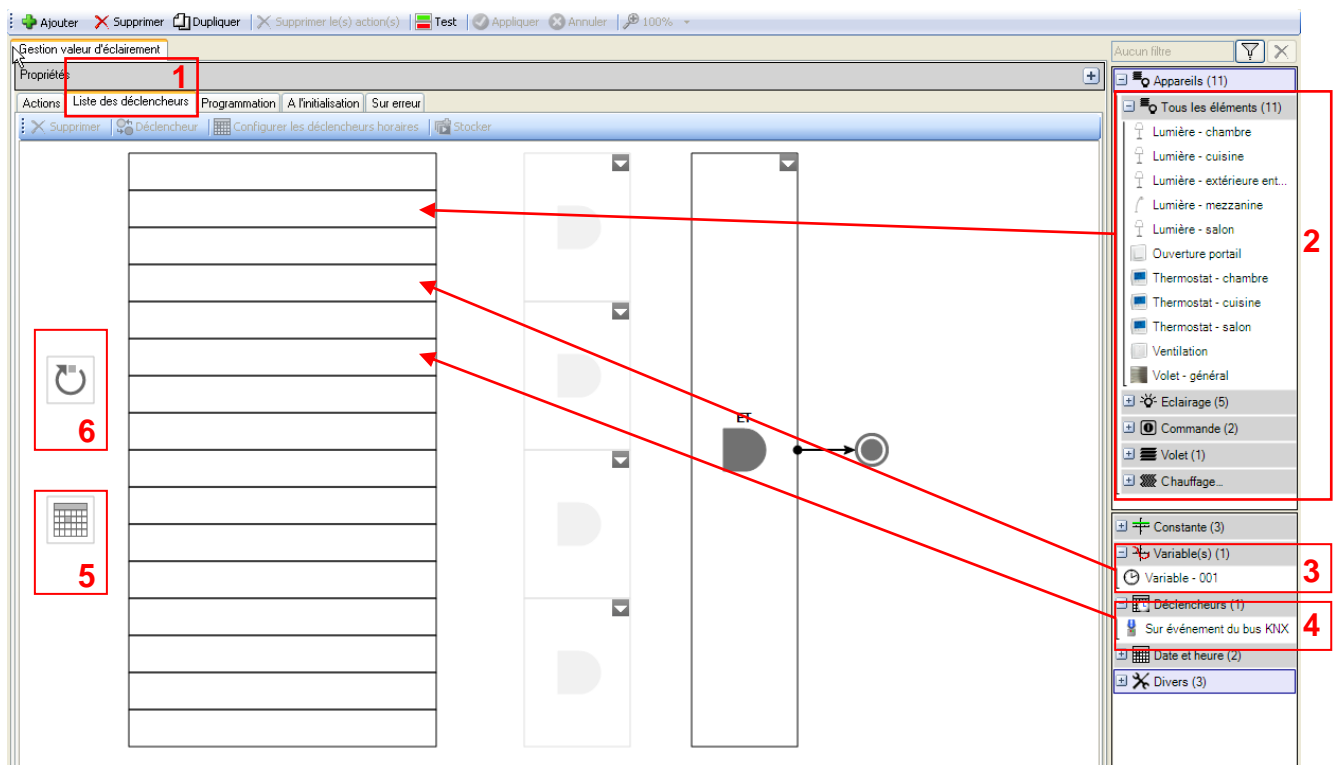 Ajouter Supprimer Dupliquer Supprimer le(s) action(s) Test Appliquer Annuler 100%
Gestion valeur d'éclairement
Aucun filtre
Propriétés
1
Actions Liste des déclencheurs Programmation A l'initialisation Sur erreur
Supprimer Déclencheur Configurer les déclencheurs horaires Stocker
ET
6
5
Appareils (11)
Tous les éléments (11)
Lumière - chambre
Lumière - cuisine
Lumière - extérieure ent...
Lumière - mezzanine
Lumière - salon
2
Ouverture portail
Thermostat - chambre
Thermostat - cuisine
Thermostat - salon
Ventilation
Volet - général
Eclairage (5)
Commande (2)
Volet (1)
Chauffage...
Constante (3)
Variable(s) (1)
Variable - 001
3
Déclencheurs (1)
Sur événement du bus KNX
4
Date et heure (2)
Divers (3)